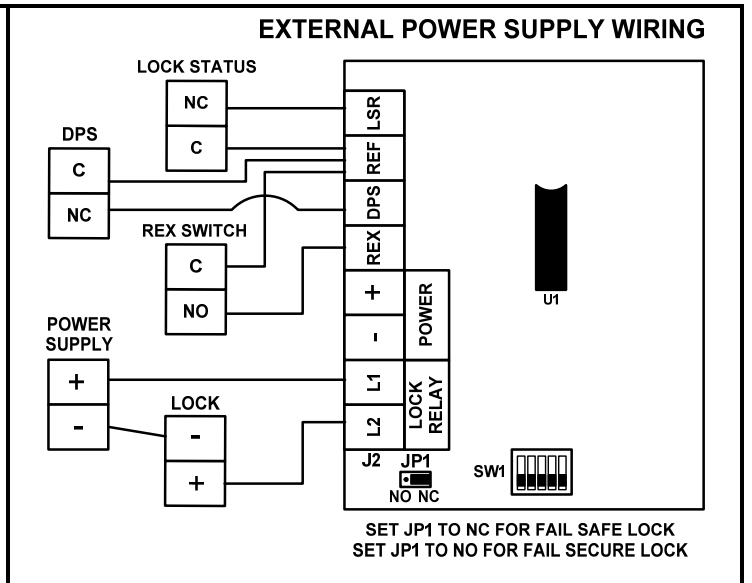 EXTERNAL POWER SUPPLY WIRING
LOCK STATUS
NC
C
DPS
C
NC
REX SWITCH
C
NO
POWER
SUPPLY
+
-
LOCK
-
+
LSR
REF
DPS
REX
+
-
POWER
L1
L2
LOCK
RELAY
J2
JP1
NO NC
U1
SW1
SET JP1 TO NC FOR FAIL SAFE LOCK
SET JP1 TO NO FOR FAIL SECURE LOCK